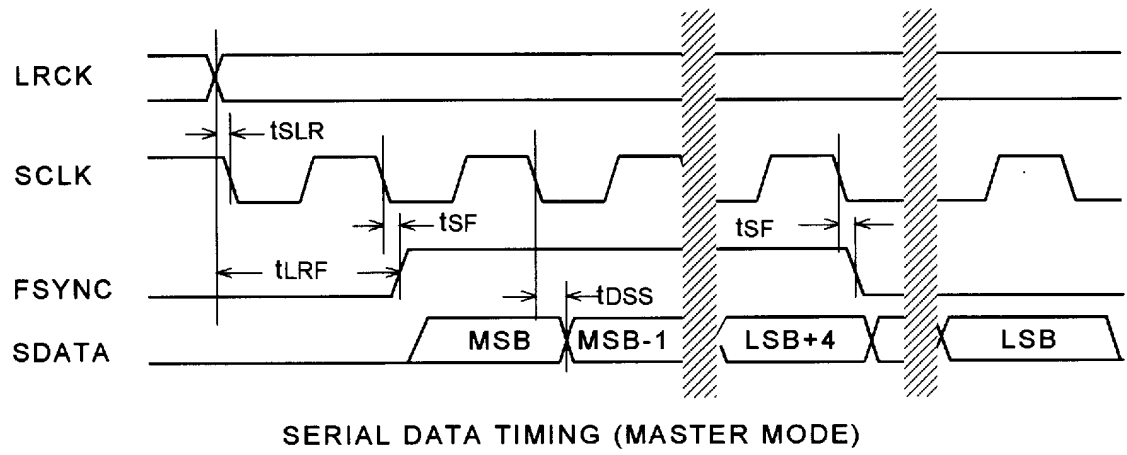 LRCK
tSLR
SCLK
tSF
tSF
tLRF
FSYNC
tDSS
SDATA
MSB
MSB-1
LSB+4
LSB
SERIAL DATA TIMING (MASTER MODE)